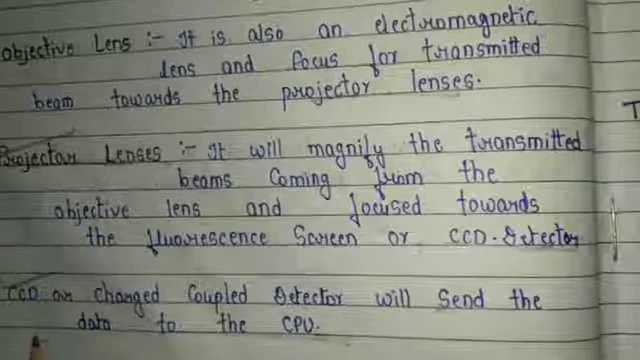 Objective Lens :- It is also an electromagnetic
lens and focus for transmitted
beam towards the projector lenses.
Projector Lenses :- It will magnify the transmitted
beams coming from the
objective lens and focused towards
the fluorescence Screen or CCD-Detector
CCD or Changed Coupled Detector will Send the
data to the CPU.
T